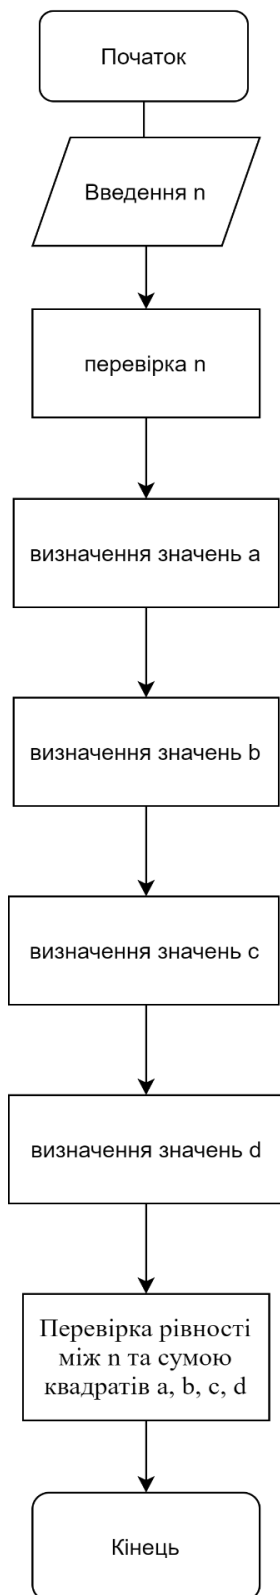 Початок
Введення n
перевірка n
визначення значень a
визначення значень b
визначення значень c
визначення значень d
Перевірка рівності
між n та сумою
квадратів a, b, c, d
Кінець